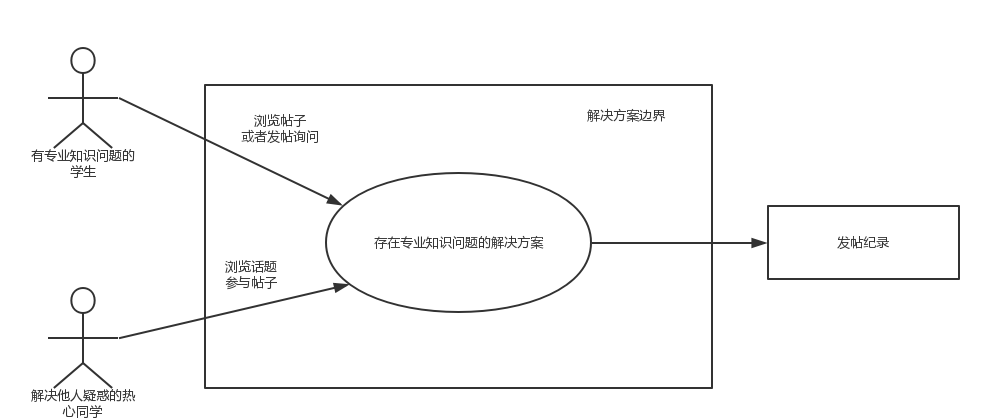 浏览帖子
或者发帖询问
解决方案边界
有专业知识问题的
学生
存在专业知识问题的解决方案
发帖纪录
浏览话题
参与帖子
解决他人疑惑的热
心同学